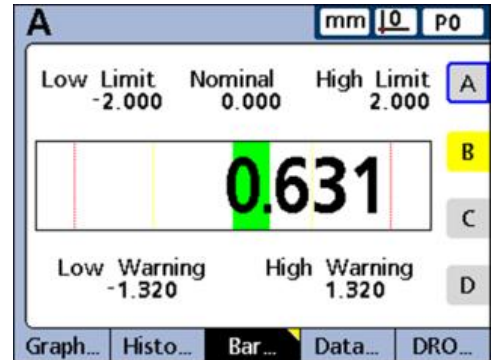 A mm 0 P0
Low Limit Nominal High Limit A
-2.000 0.000 2.000
B
0.631
C
Low Warning High Warning
-1.320 1.320 D
Graph... Histo... Bar... Data... DRO...